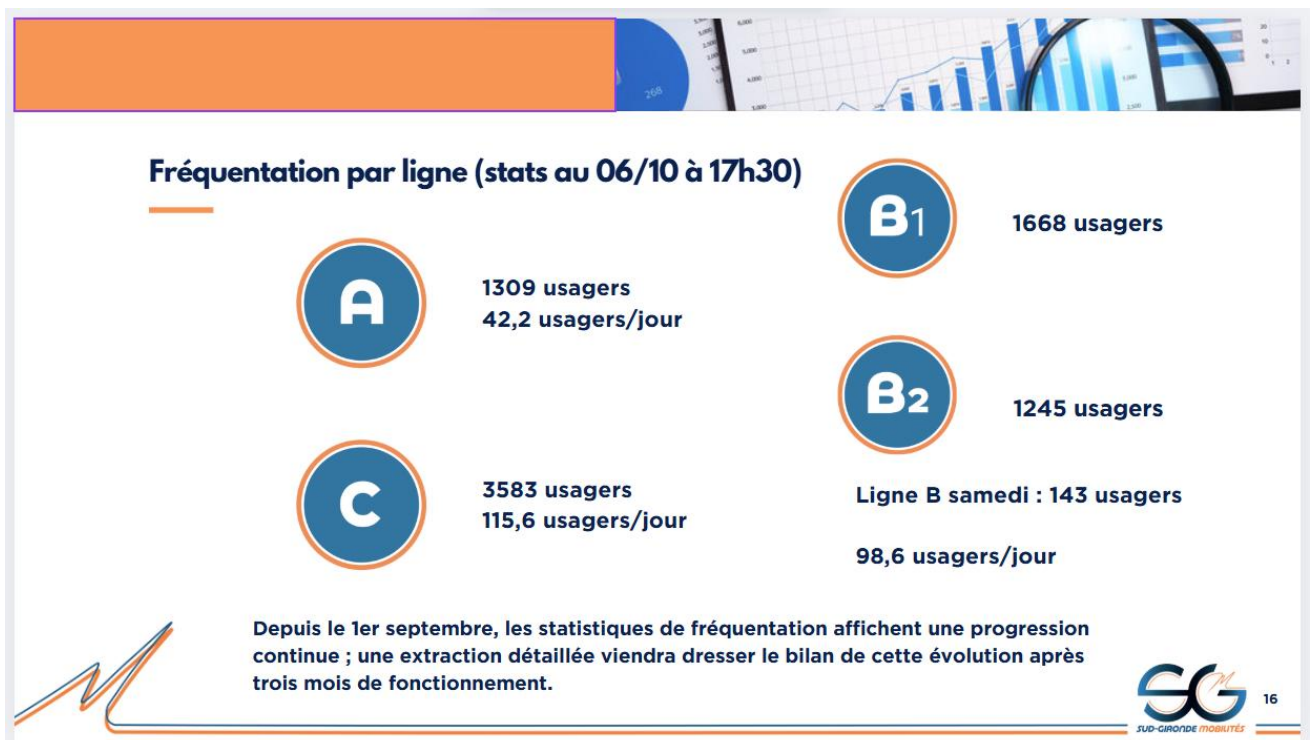 268
Fréquentation par ligne (stats au 06/10 à 17h30)
A
1309 usagers
42,2 usagers/jour
C
3583 usagers
115,6 usagers/jour
B1
1668 usagers
B2
1245 usagers
Ligne B samedi : 143 usagers
98,6 usagers/jour
Depuis le 1er septembre, les statistiques de fréquentation affichent une progression
continue ; une extraction détaillée viendra dresser le bilan de cette évolution après
trois mois de fonctionnement.
SGM
SUD-GIRONDE MOBILITÉS
16